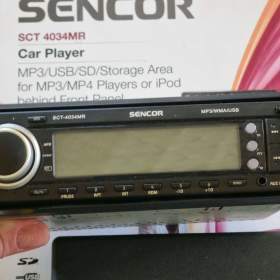 SENCOR
SCT 4034MR
Car Player
MP3/USB/SD/Storage Area
for MP3/MP4 Players or iPod
behind Front Panel
SCT-4034MR
SENCOR
MP3/WMA/USB